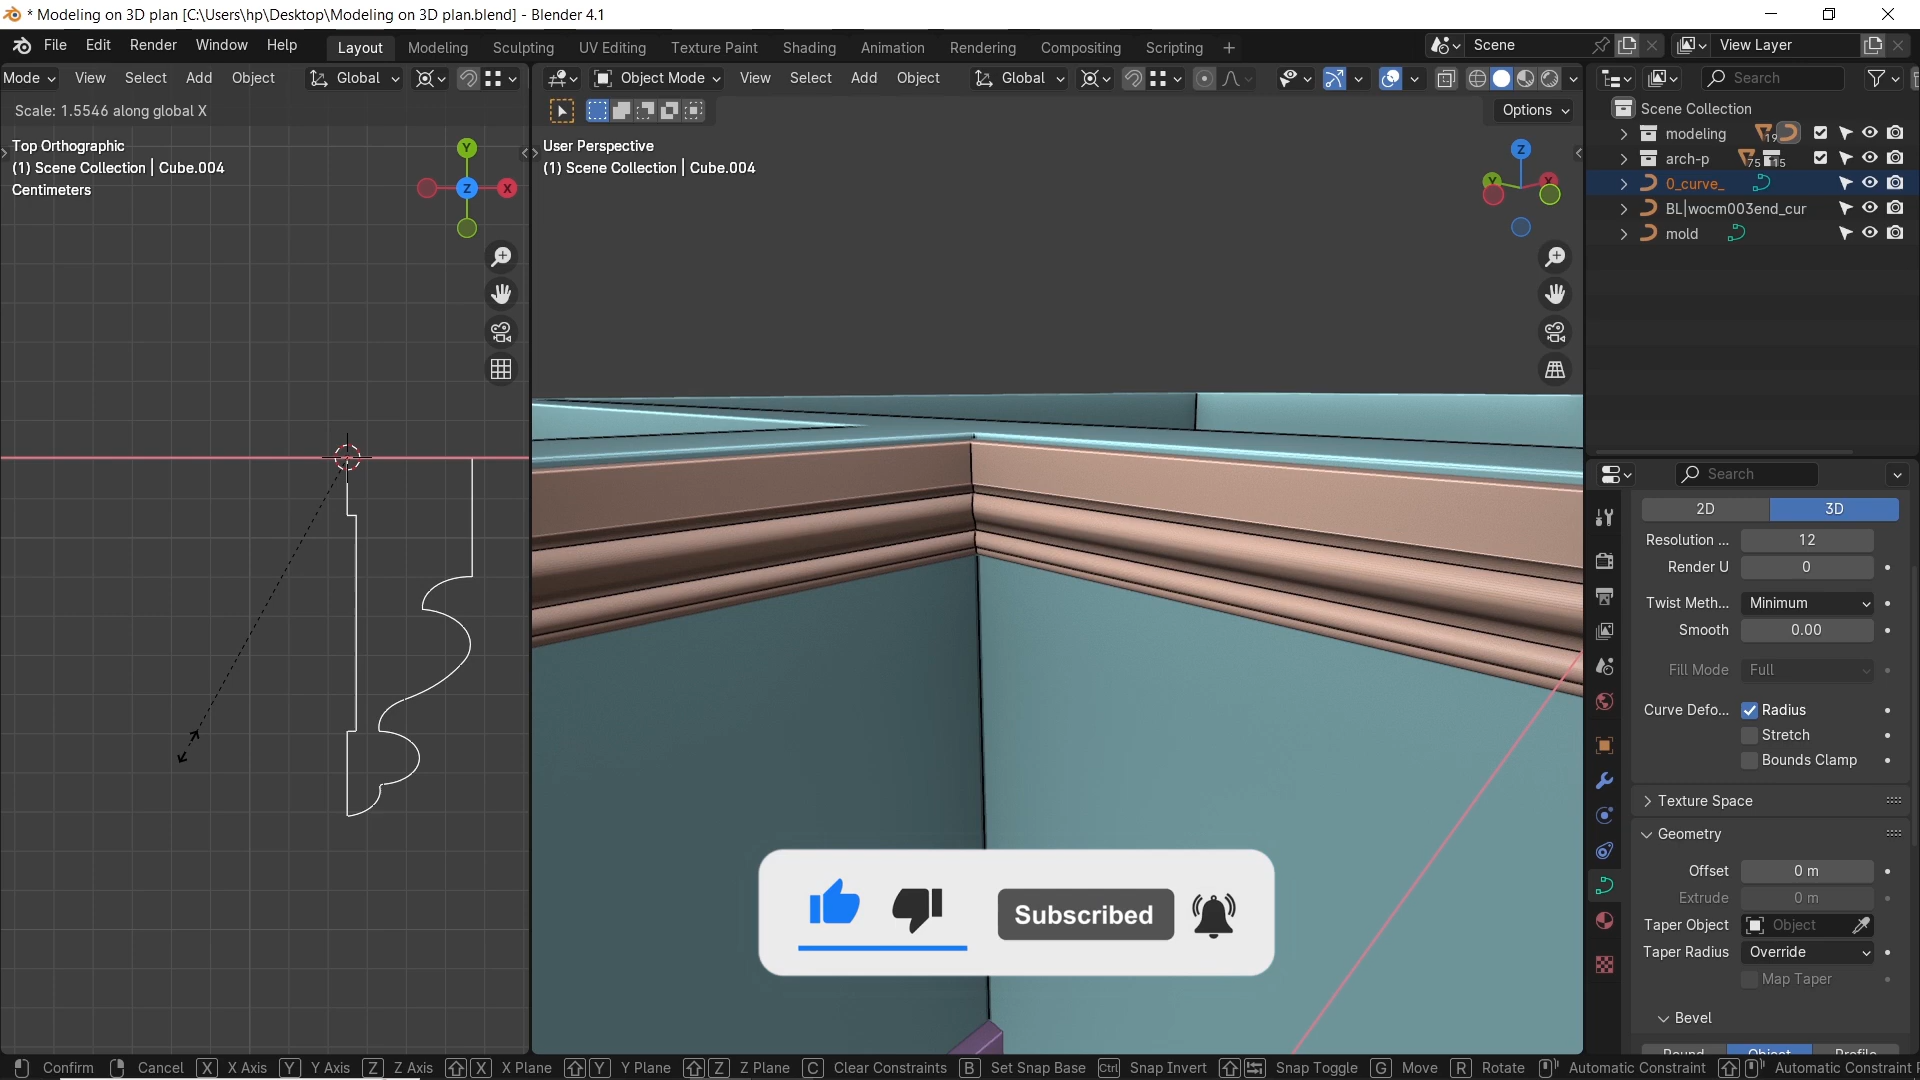 * Modeling on 3D plan [C:\Users\hp\Desktop\Modeling on 3D plan.blend] - Blender 4.1
File Edit Render Window Help Layout Modeling Sculpting UV Editing Texture Paint Shading Animation Rendering Compositing Scripting + Scene View Layer
Mode View Select Add Object Global Object Mode View Select Add Object Global Search
Scale: 1.5546 along global X
Options
Top Orthographic
(1) Scene Collection | Cube.004
Centimeters
Y
X
Z
User Perspective
(1) Scene Collection | Cube.004
Z
Y
X
Scene Collection
modeling 19
arch-p 75 15
0_curve_
BL|wocm003end_cur
mold
Search
2D 3D
Resolution ... 12
Render U 0
Twist Meth... Minimum
Smooth 0.00
Fill Mode Full
Curve Defo... Radius
Stretch
Bounds Clamp
Texture Space
Geometry
Offset 0 m
Extrude 0 m
Taper Object Object
Taper Radius Override
Map Taper
Bevel
Round Object Profile
Subscribed
Confirm Cancel X X Axis Y Y Axis Z Z Axis X X Plane Y Y Plane Z Z Plane C Clear Constraints B Set Snap Base Ctrl Snap Invert Snap Toggle G Move R Rotate Automatic Constraint Automatic Constraint